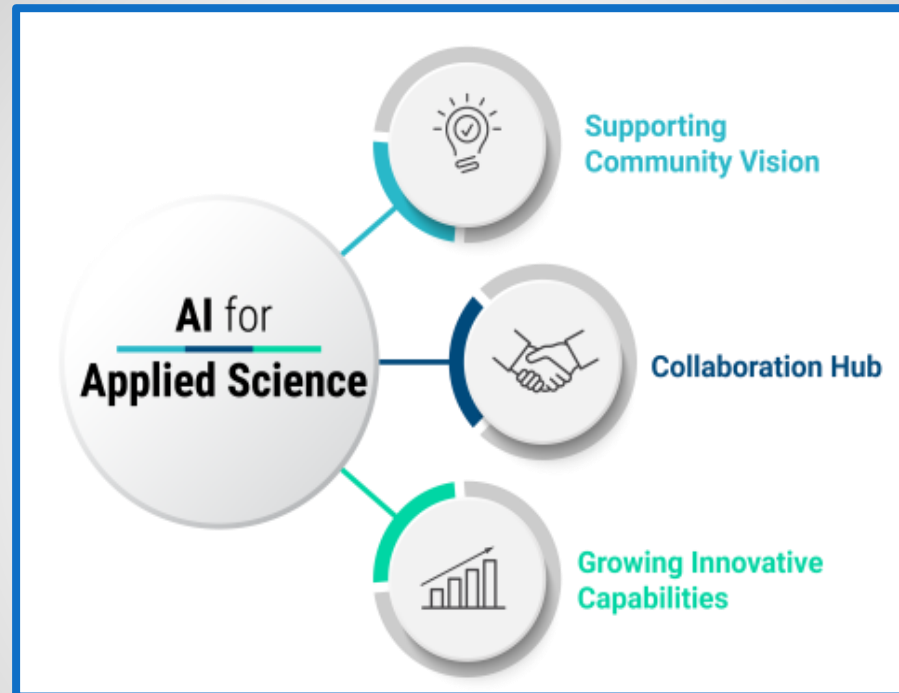 Supporting
Community Vision
AI for
Applied Science
Collaboration Hub
Growing Innovative
Capabilities